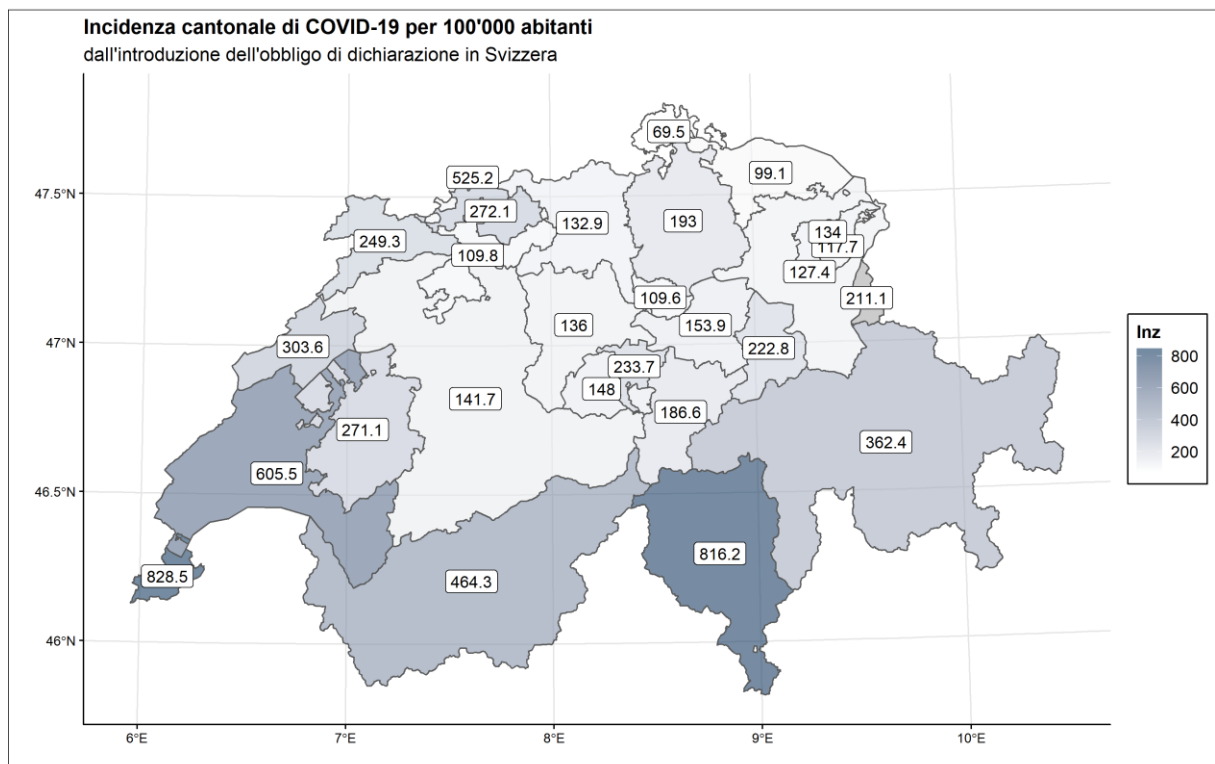 Incidenza cantonale di COVID-19 per 100'000 abitanti
dall'introduzione dell'obbligo di dichiarazione in Svizzera
69.5
525.2
99.1
47.5°N
272.1
132.9
193
249.3
134
117.7
109.8
127.4
109.6
211.1
136
153.9
47°N
303.6
222.8
233.7
148
141.7
186.6
271.1
362.4
605.5
46.5°N
816.2
828.5
464.3
46°N
6°E
7°E
8°E
9°E
10°E
Inz
800
600
400
200